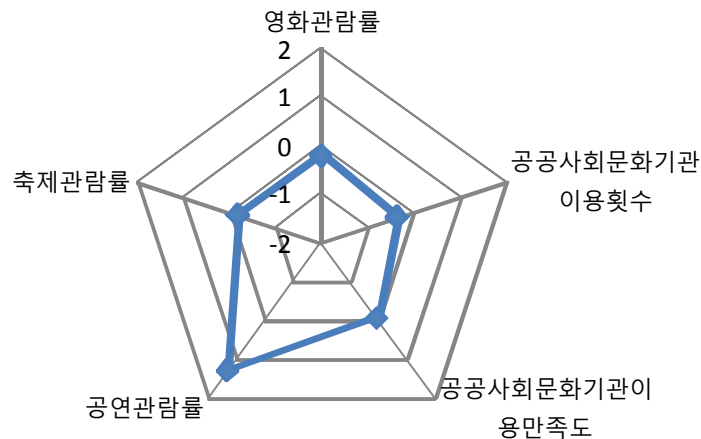 영화관람률
2
1
0
-1
-2
공공사회문화기관
이용횟수
공공사회문화기관이
용만족도
공연관람률
축제관람률